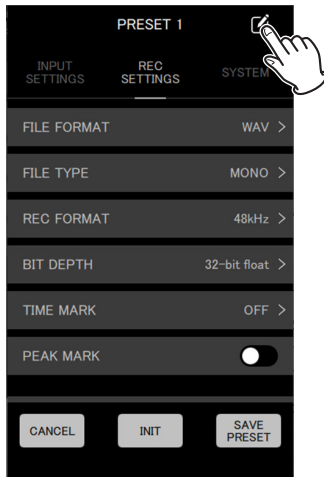 PRESET 1
INPUT SETTINGS
REC SETTINGS
SYSTEM
FILE FORMAT WAV >
FILE TYPE MONO >
REC FORMAT 48kHz >
BIT DEPTH 32-bit float >
TIME MARK OFF >
PEAK MARK
CANCEL
INIT
SAVE PRESET